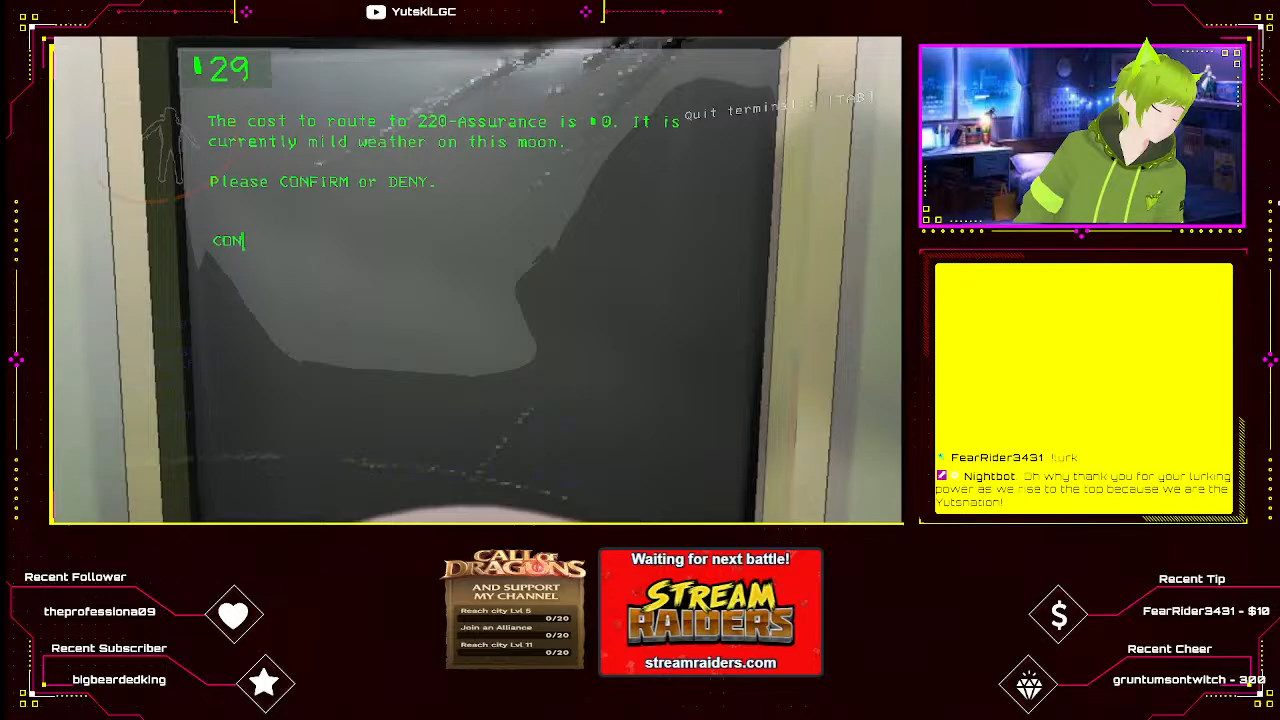 YutskiLGC
29
The cost to route to 220-Assurance is 0. It is
currently mild weather on this moon.
Please CONFIRM or DENY.
CON
Quit terminal : [TAB]
FearRider3431 !lurk
Nightbot: Oh why thank you for your lurking
power as we rise to the top because we are the
Yutsnation!
Recent Follower
theprofessiona09
Recent Subscriber
bigbeardedking
CALL OF
DRAGONS
AND SUPPORT
MY CHANNEL
Reach city Lvl 5
0/20
Join an Alliance
0/20
Reach city Lvl 11
0/20
Waiting for next battle!
STREAM
RAIDERS
streamraiders.com
Recent Tip
FearRider3431 - $10
Recent Cheer
gruntumsontwitch - 300